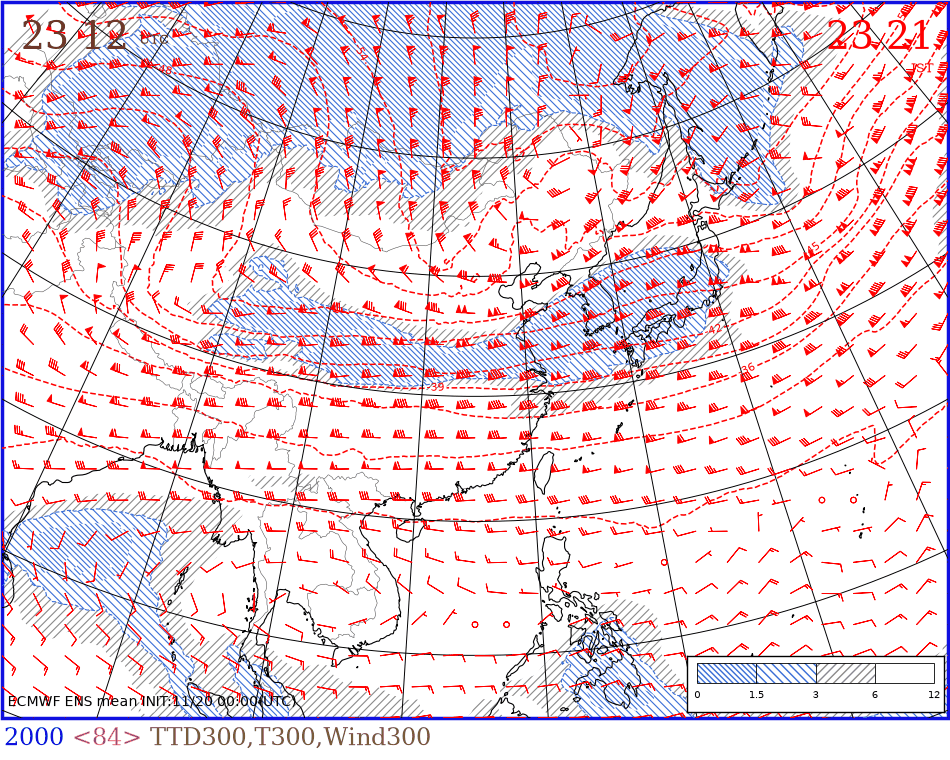 23 12 UTC
23 21
JST
45
42
36
39
ECMWF ENS mean INIT:11/20 00:00(UTC)
0 1.5 3 6 12
2000 <84> TTD300,T300,Wind300